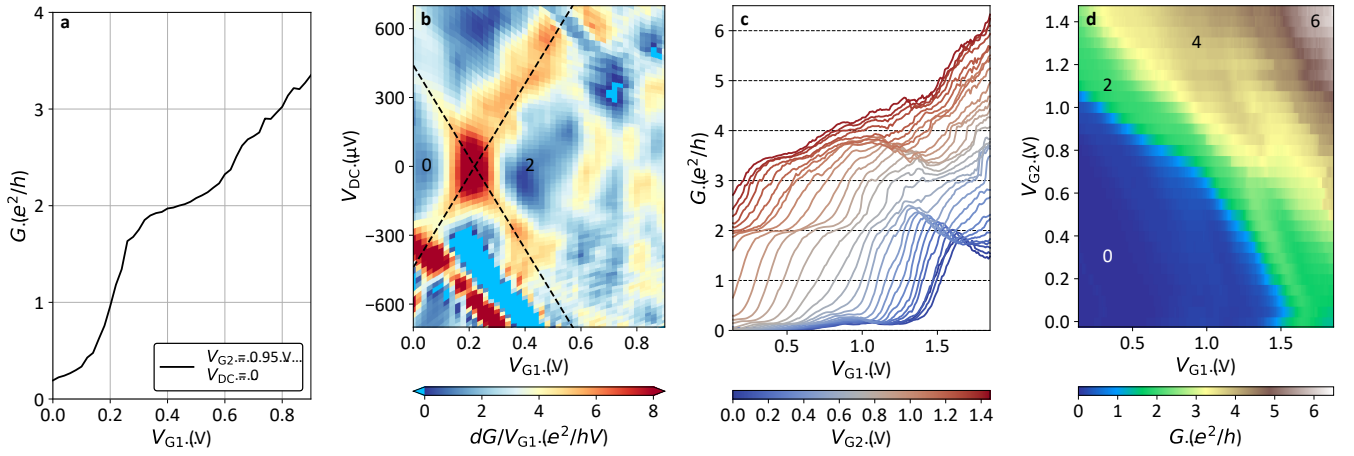 a
4
3
2
1
0
G.(e²/h)
0.0 0.2 0.4 0.6 0.8
V_G1.(V)
V_G2.=.0.95.V...
V_DC.=.0
b
600
300
0
−300
−600
V_DC.(μV)
0 2
0.0 0.2 0.4 0.6 0.8
V_G1.(V)
0 2 4 6 8
dG/V_G1.(e²/hV)
c
6
5
4
3
2
1
0
G.(e²/h)
0.5 1.0 1.5
V_G1.(V)
0.0 0.2 0.4 0.6 0.8 1.0 1.2 1.4
V_G2.(V)
d
6
4
2
0
1.4
1.2
1.0
0.8
0.6
0.4
0.2
0.0
V_G2.(V)
0.5 1.0 1.5
V_G1.(V)
0 1 2 3 4 5 6
G.(e²/h)